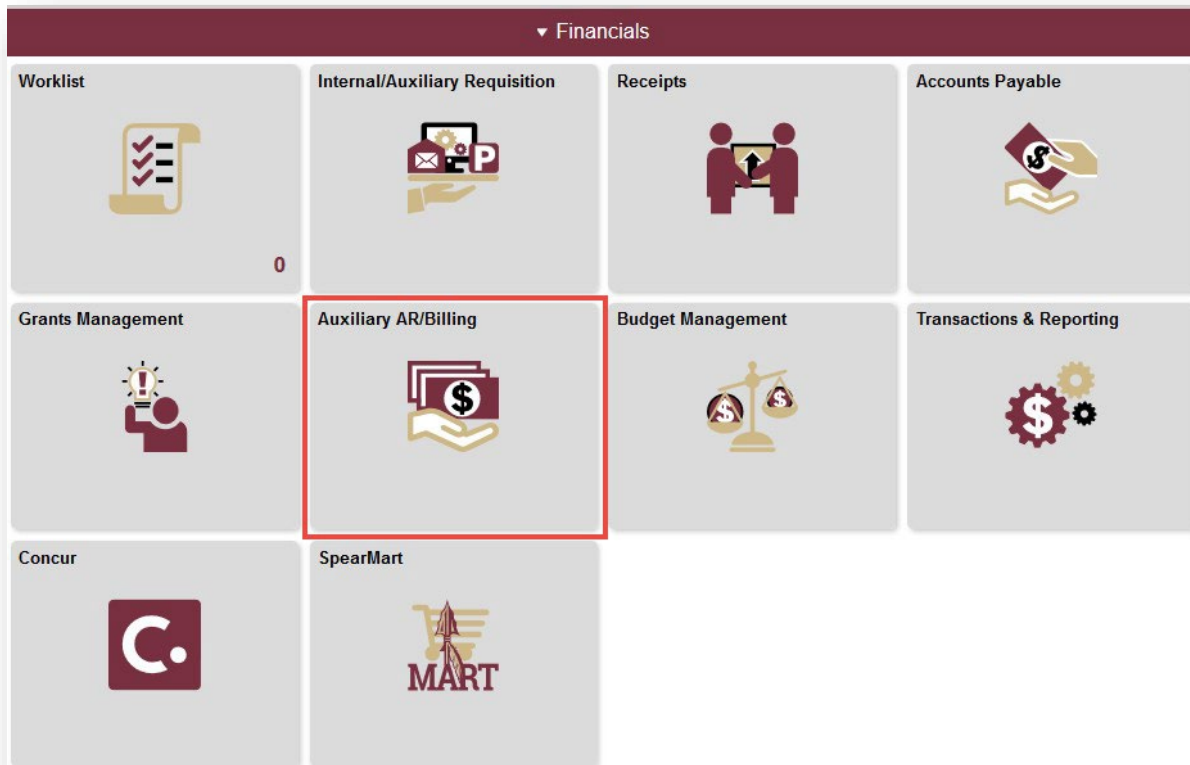 ▾ Financials
Worklist
Internal/Auxiliary Requisition
Receipts
Accounts Payable
P
$
0
Grants Management
Auxiliary AR/Billing
Budget Management
Transactions & Reporting
!
$
$
$
$
Concur
SpearMart
C.
MART